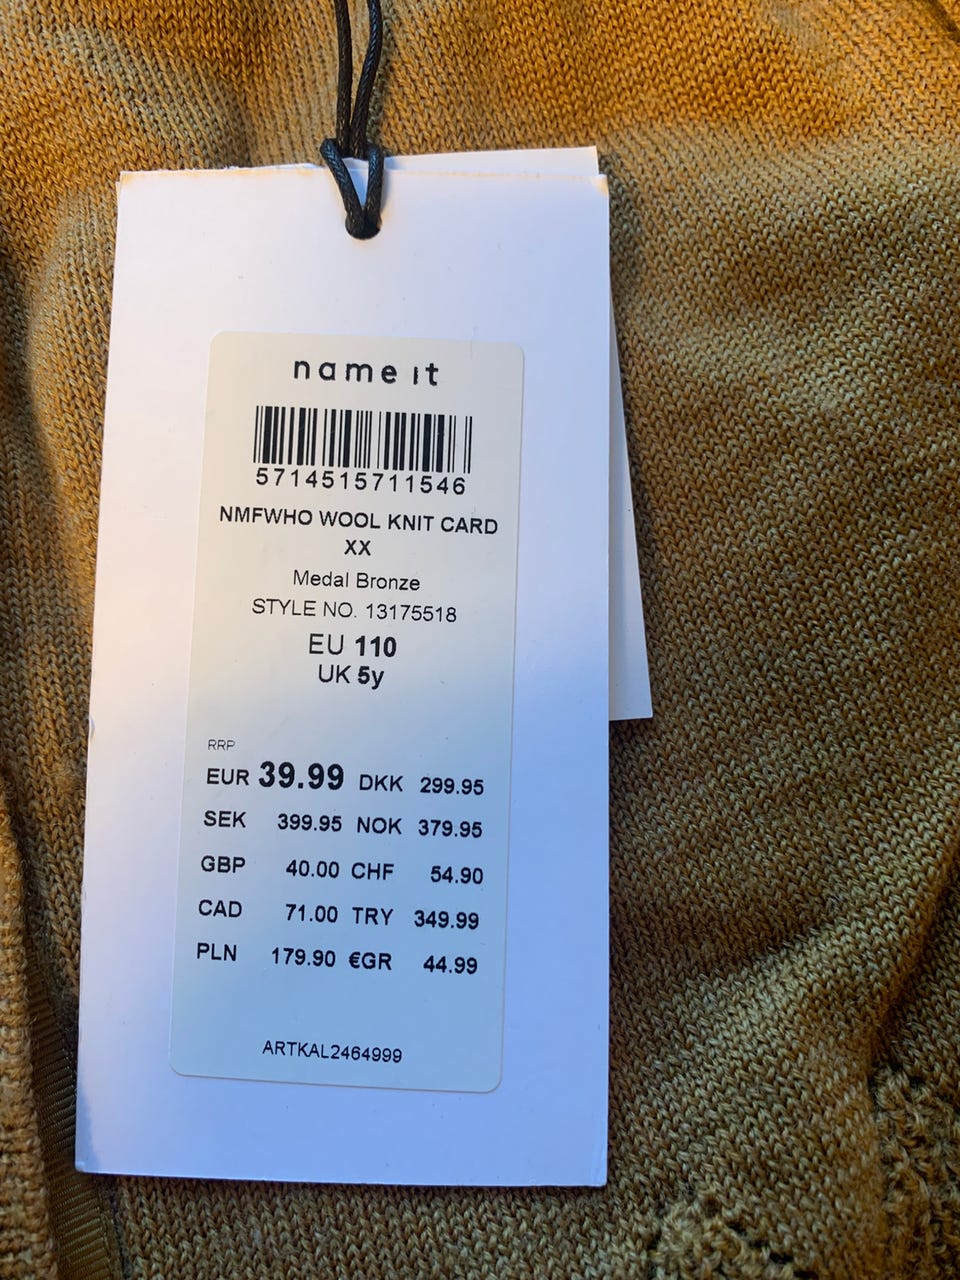 name it
5714515711546
NMFWHO WOOL KNIT CARD
XX
Medal Bronze
STYLE NO. 13175518
EU 110
UK 5y
RRP
EUR 39.99 DKK 299.95
SEK 399.95 NOK 379.95
GBP 40.00 CHF 54.90
CAD 71.00 TRY 349.99
PLN 179.90 €GR 44.99
ARTKAL2464999